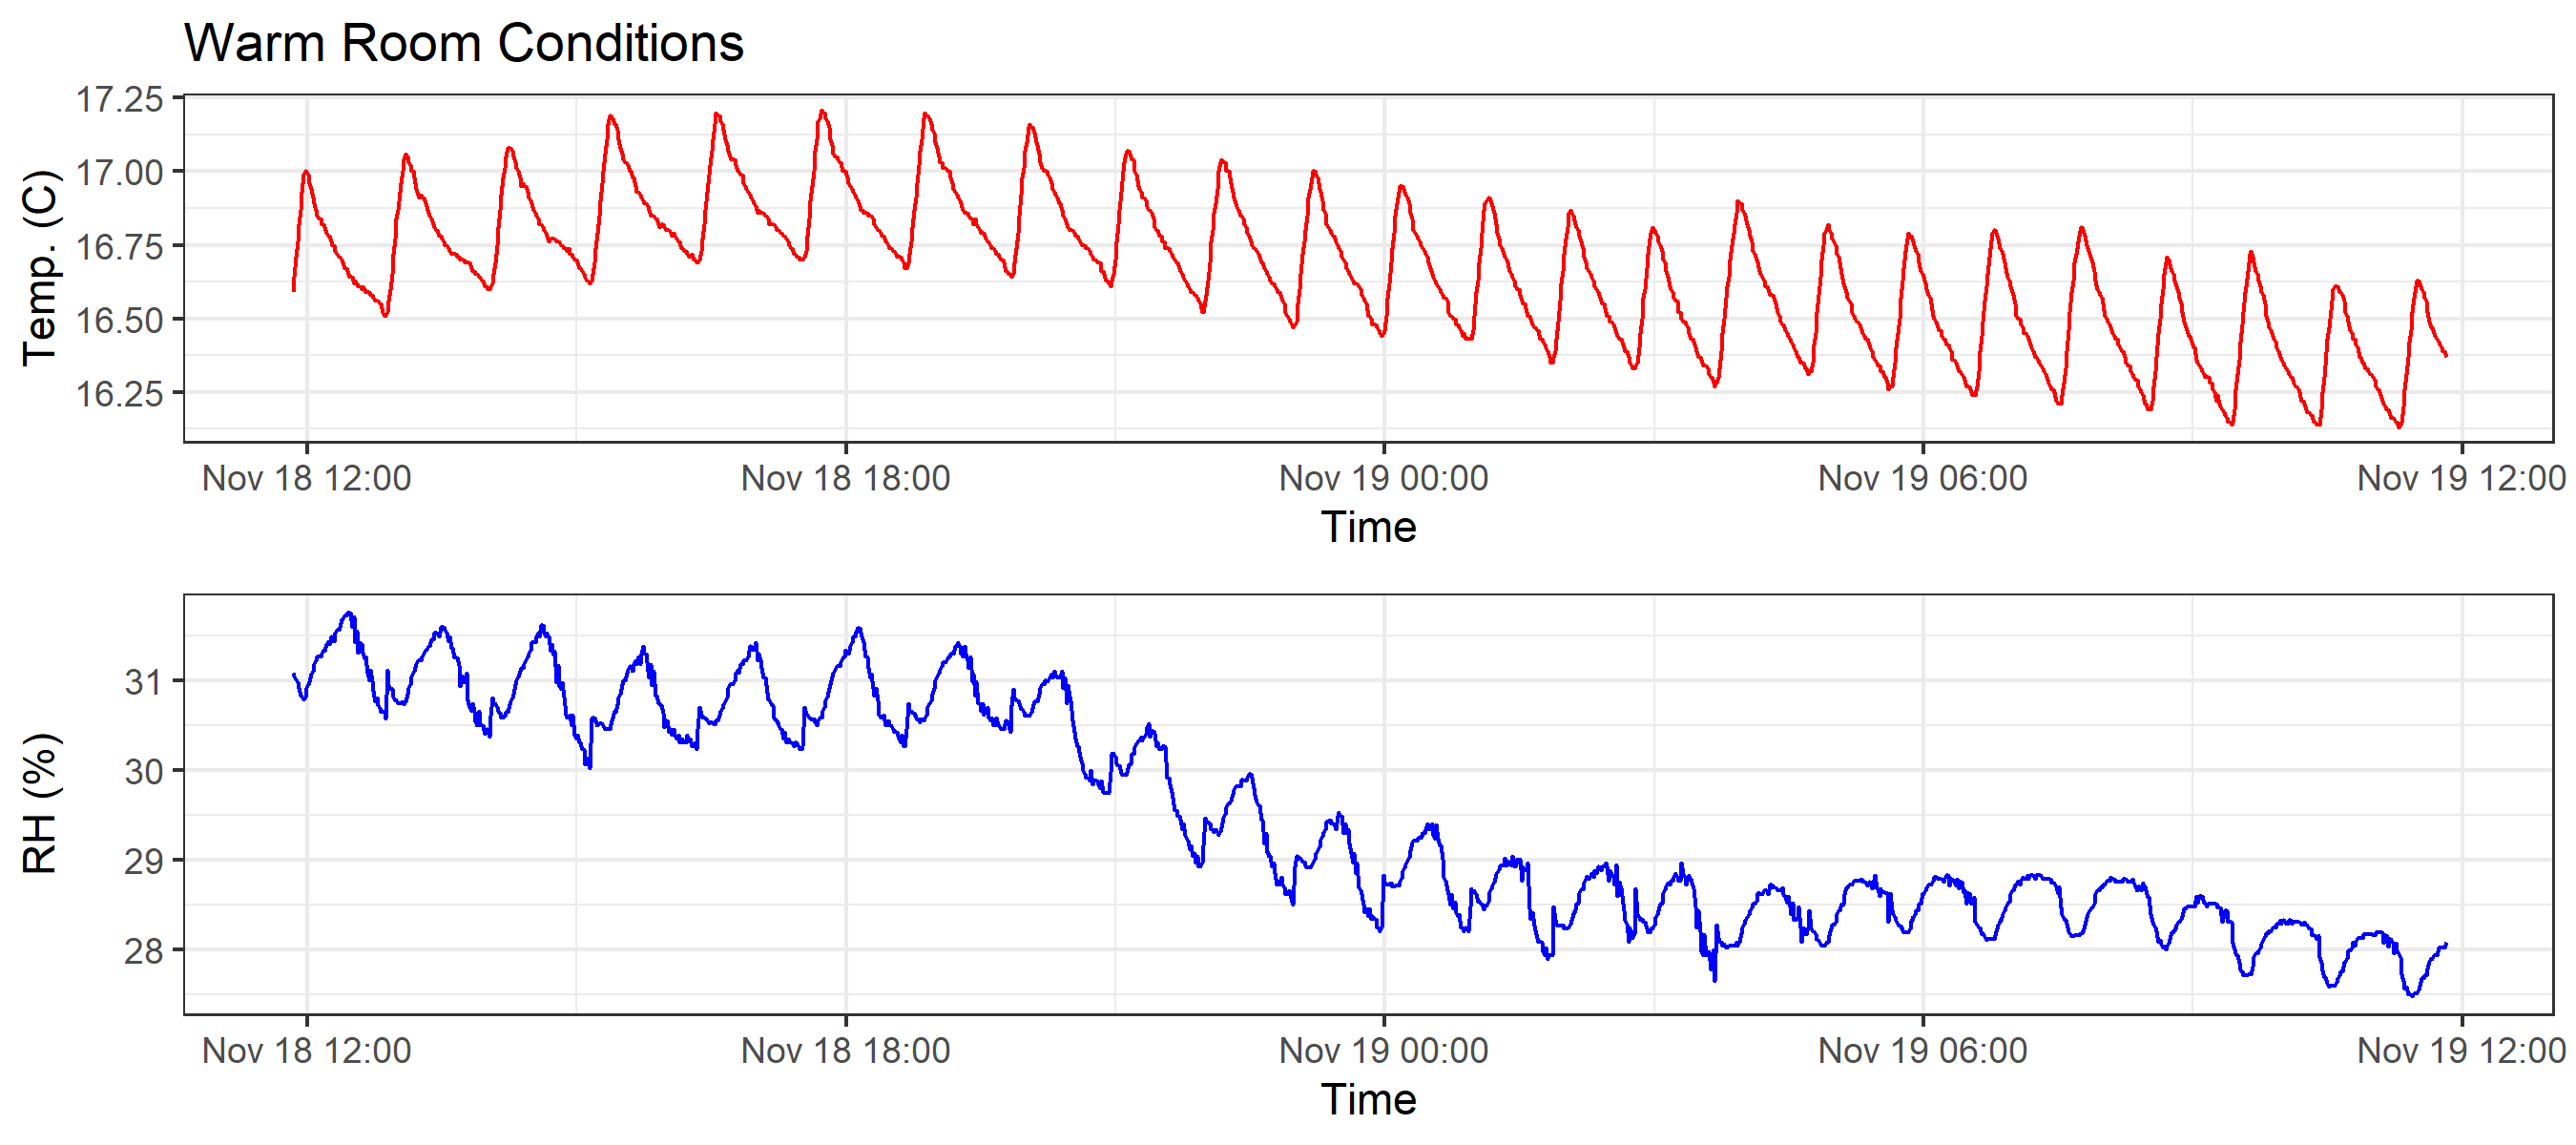 Warm Room Conditions
Temp. (C)
17.25
17.00
16.75
16.50
16.25
Nov 18 12:00 Nov 18 18:00 Nov 19 00:00 Nov 19 06:00 Nov 19 12:00
Time
RH (%)
31
30
29
28
Nov 18 12:00 Nov 18 18:00 Nov 19 00:00 Nov 19 06:00 Nov 19 12:00
Time